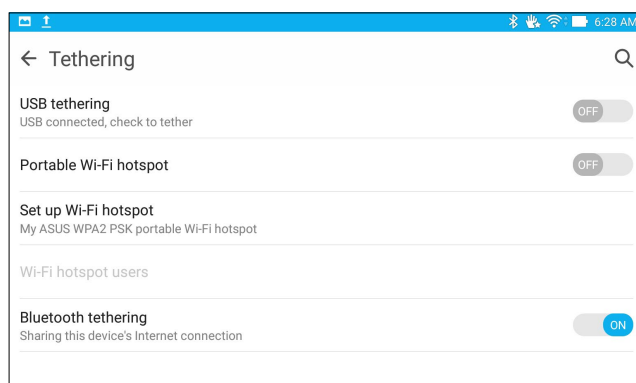 6:28 AM
Tethering
USB tethering
OFF
USB connected, check to tether
Portable Wi-Fi hotspot
OFF
Set up Wi-Fi hotspot
My ASUS WPA2 PSK portable Wi-Fi hotspot
Wi-Fi hotspot users
Bluetooth tethering
ON
Sharing this device's Internet connection